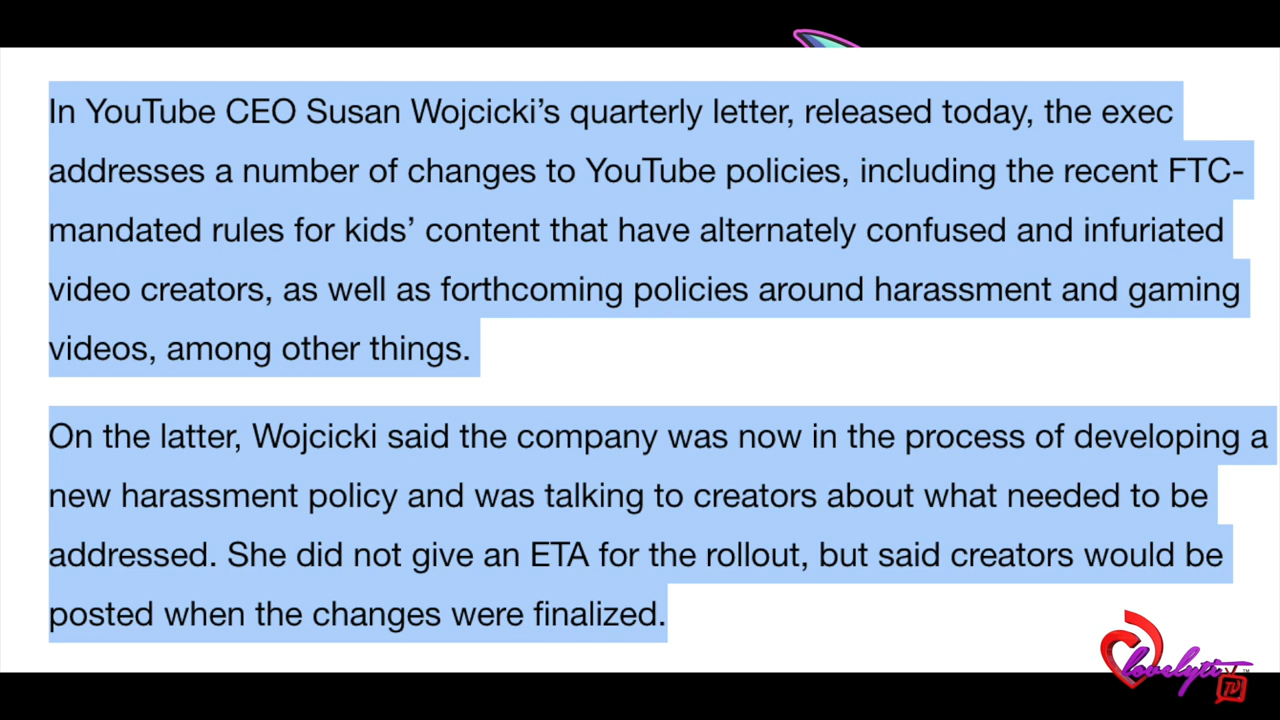 In YouTube CEO Susan Wojcicki’s quarterly letter, released today, the exec
addresses a number of changes to YouTube policies, including the recent FTC-
mandated rules for kids’ content that have alternately confused and infuriated
video creators, as well as forthcoming policies around harassment and gaming
videos, among other things.
On the latter, Wojcicki said the company was now in the process of developing a
new harassment policy and was talking to creators about what needed to be
addressed. She did not give an ETA for the rollout, but said creators would be
posted when the changes were finalized.
lovelyti
TV